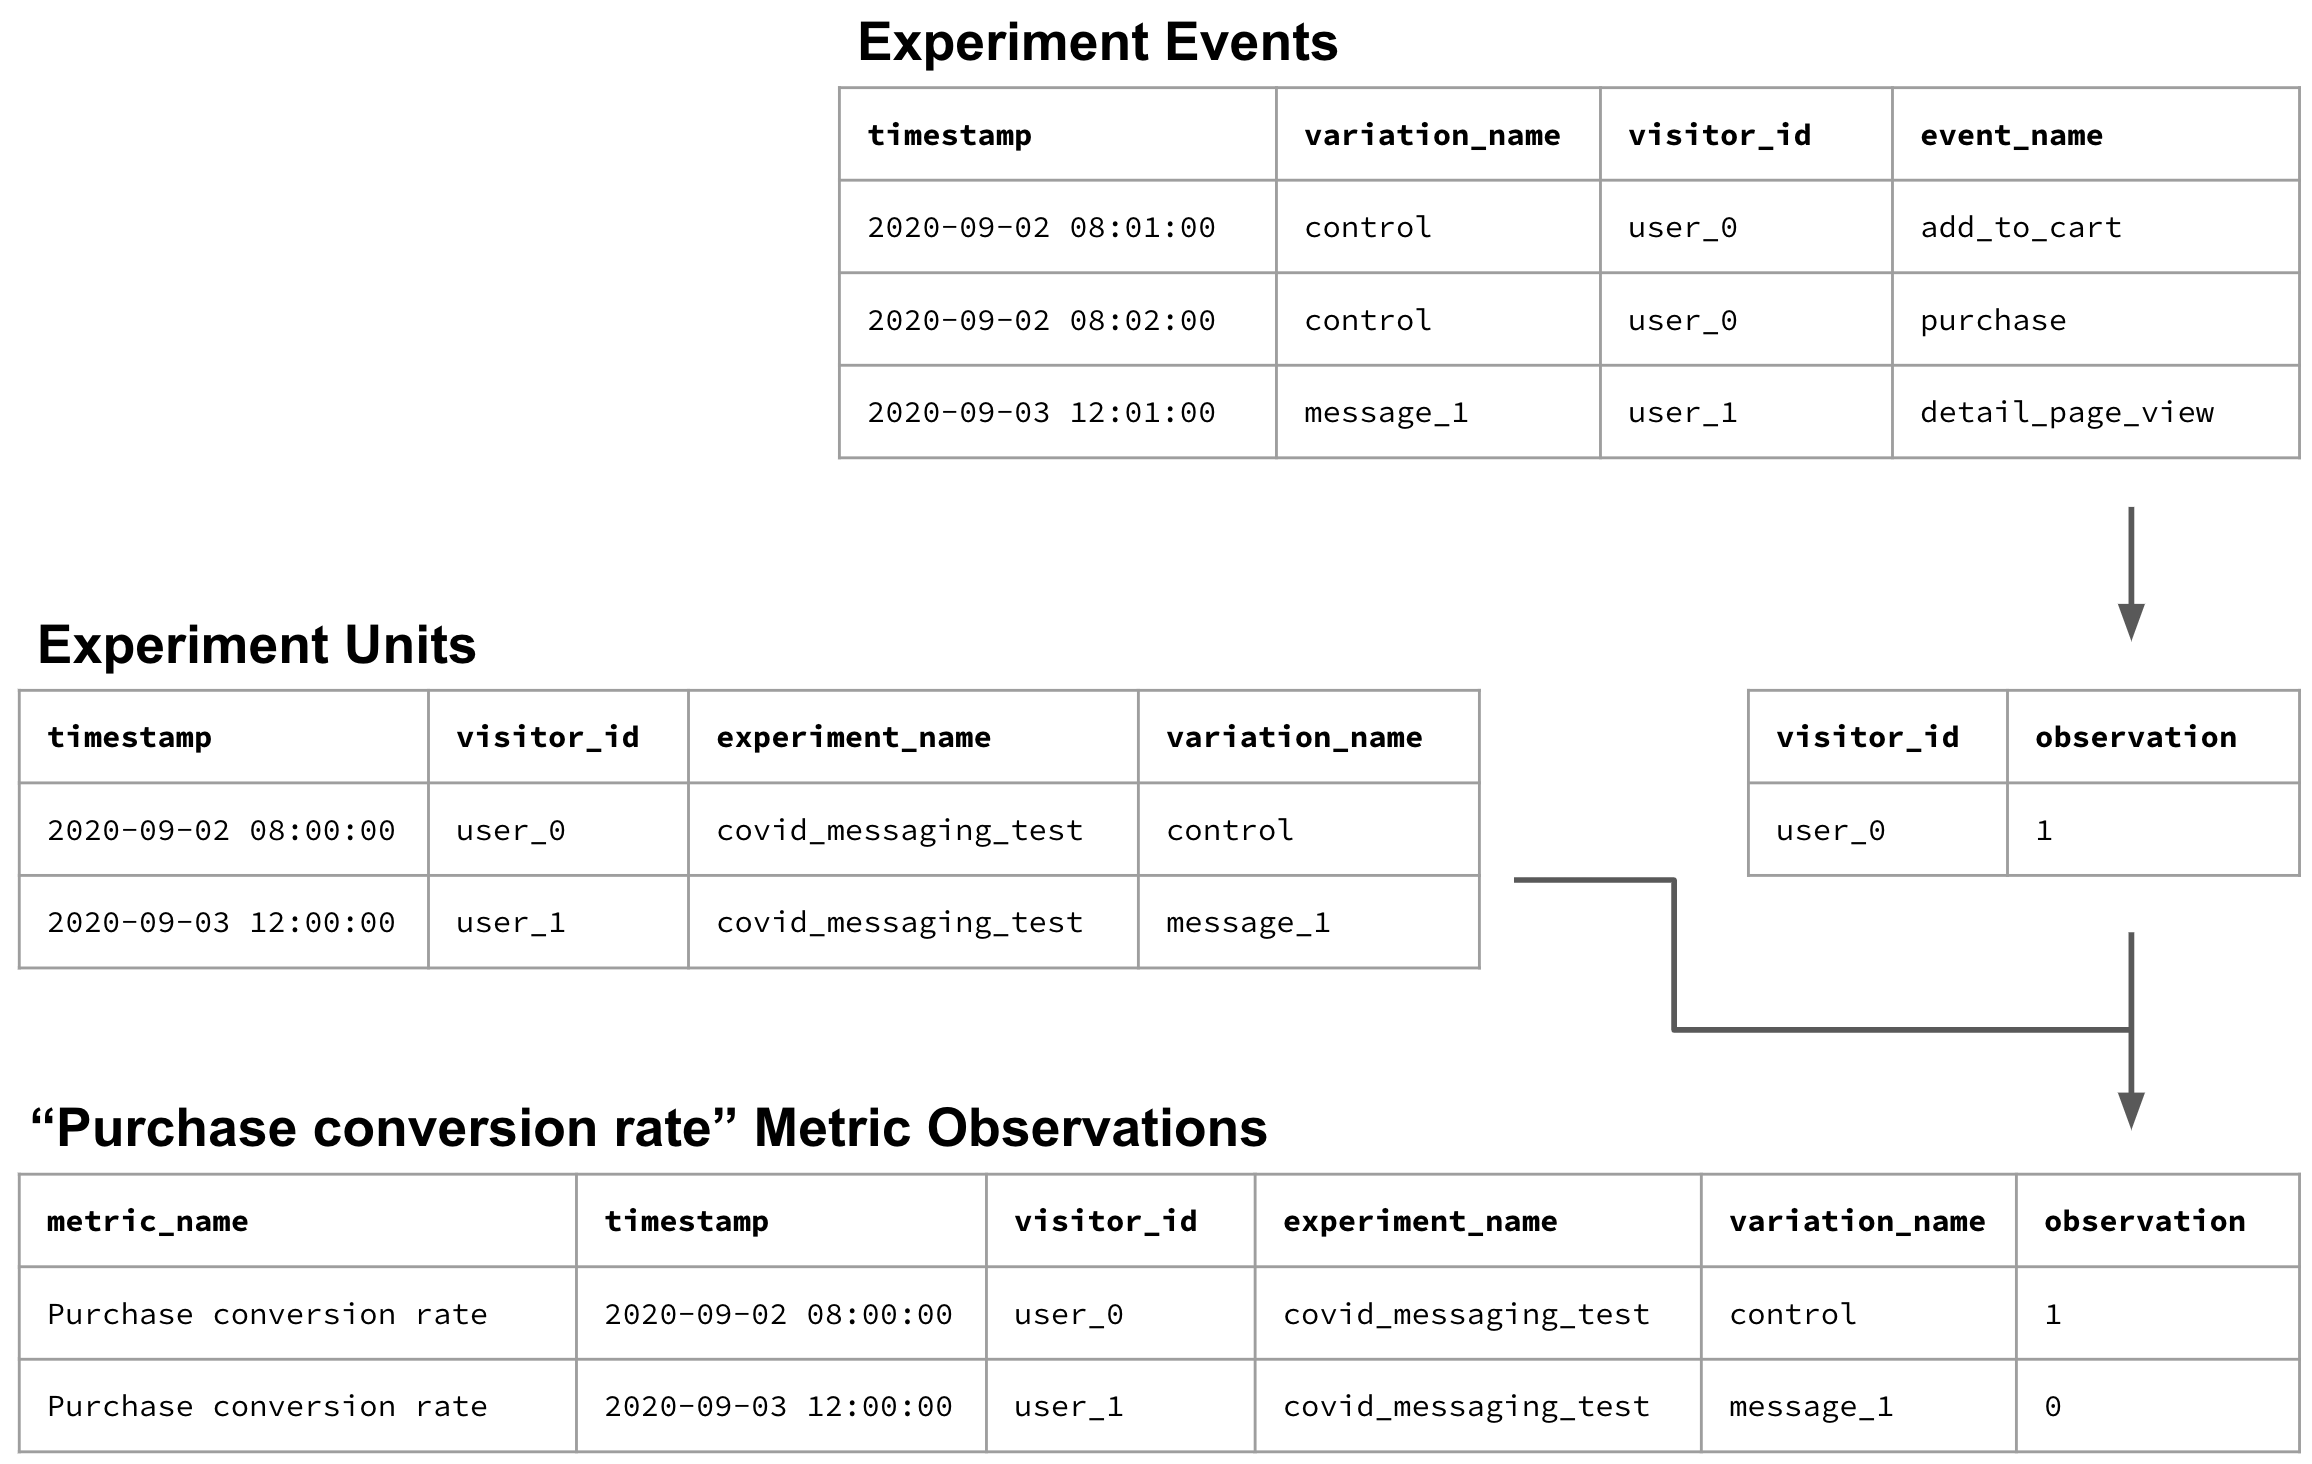 Experiment Events
timestamp variation_name visitor_id event_name
2020-09-02 08:01:00 control user_0 add_to_cart
2020-09-02 08:02:00 control user_0 purchase
2020-09-03 12:01:00 message_1 user_1 detail_page_view
Experiment Units
timestamp visitor_id experiment_name variation_name
2020-09-02 08:00:00 user_0 covid_messaging_test control
2020-09-03 12:00:00 user_1 covid_messaging_test message_1
visitor_id observation
user_0 1
“Purchase conversion rate” Metric Observations
metric_name timestamp visitor_id experiment_name variation_name observation
Purchase conversion rate 2020-09-02 08:00:00 user_0 covid_messaging_test control 1
Purchase conversion rate 2020-09-03 12:00:00 user_1 covid_messaging_test message_1 0